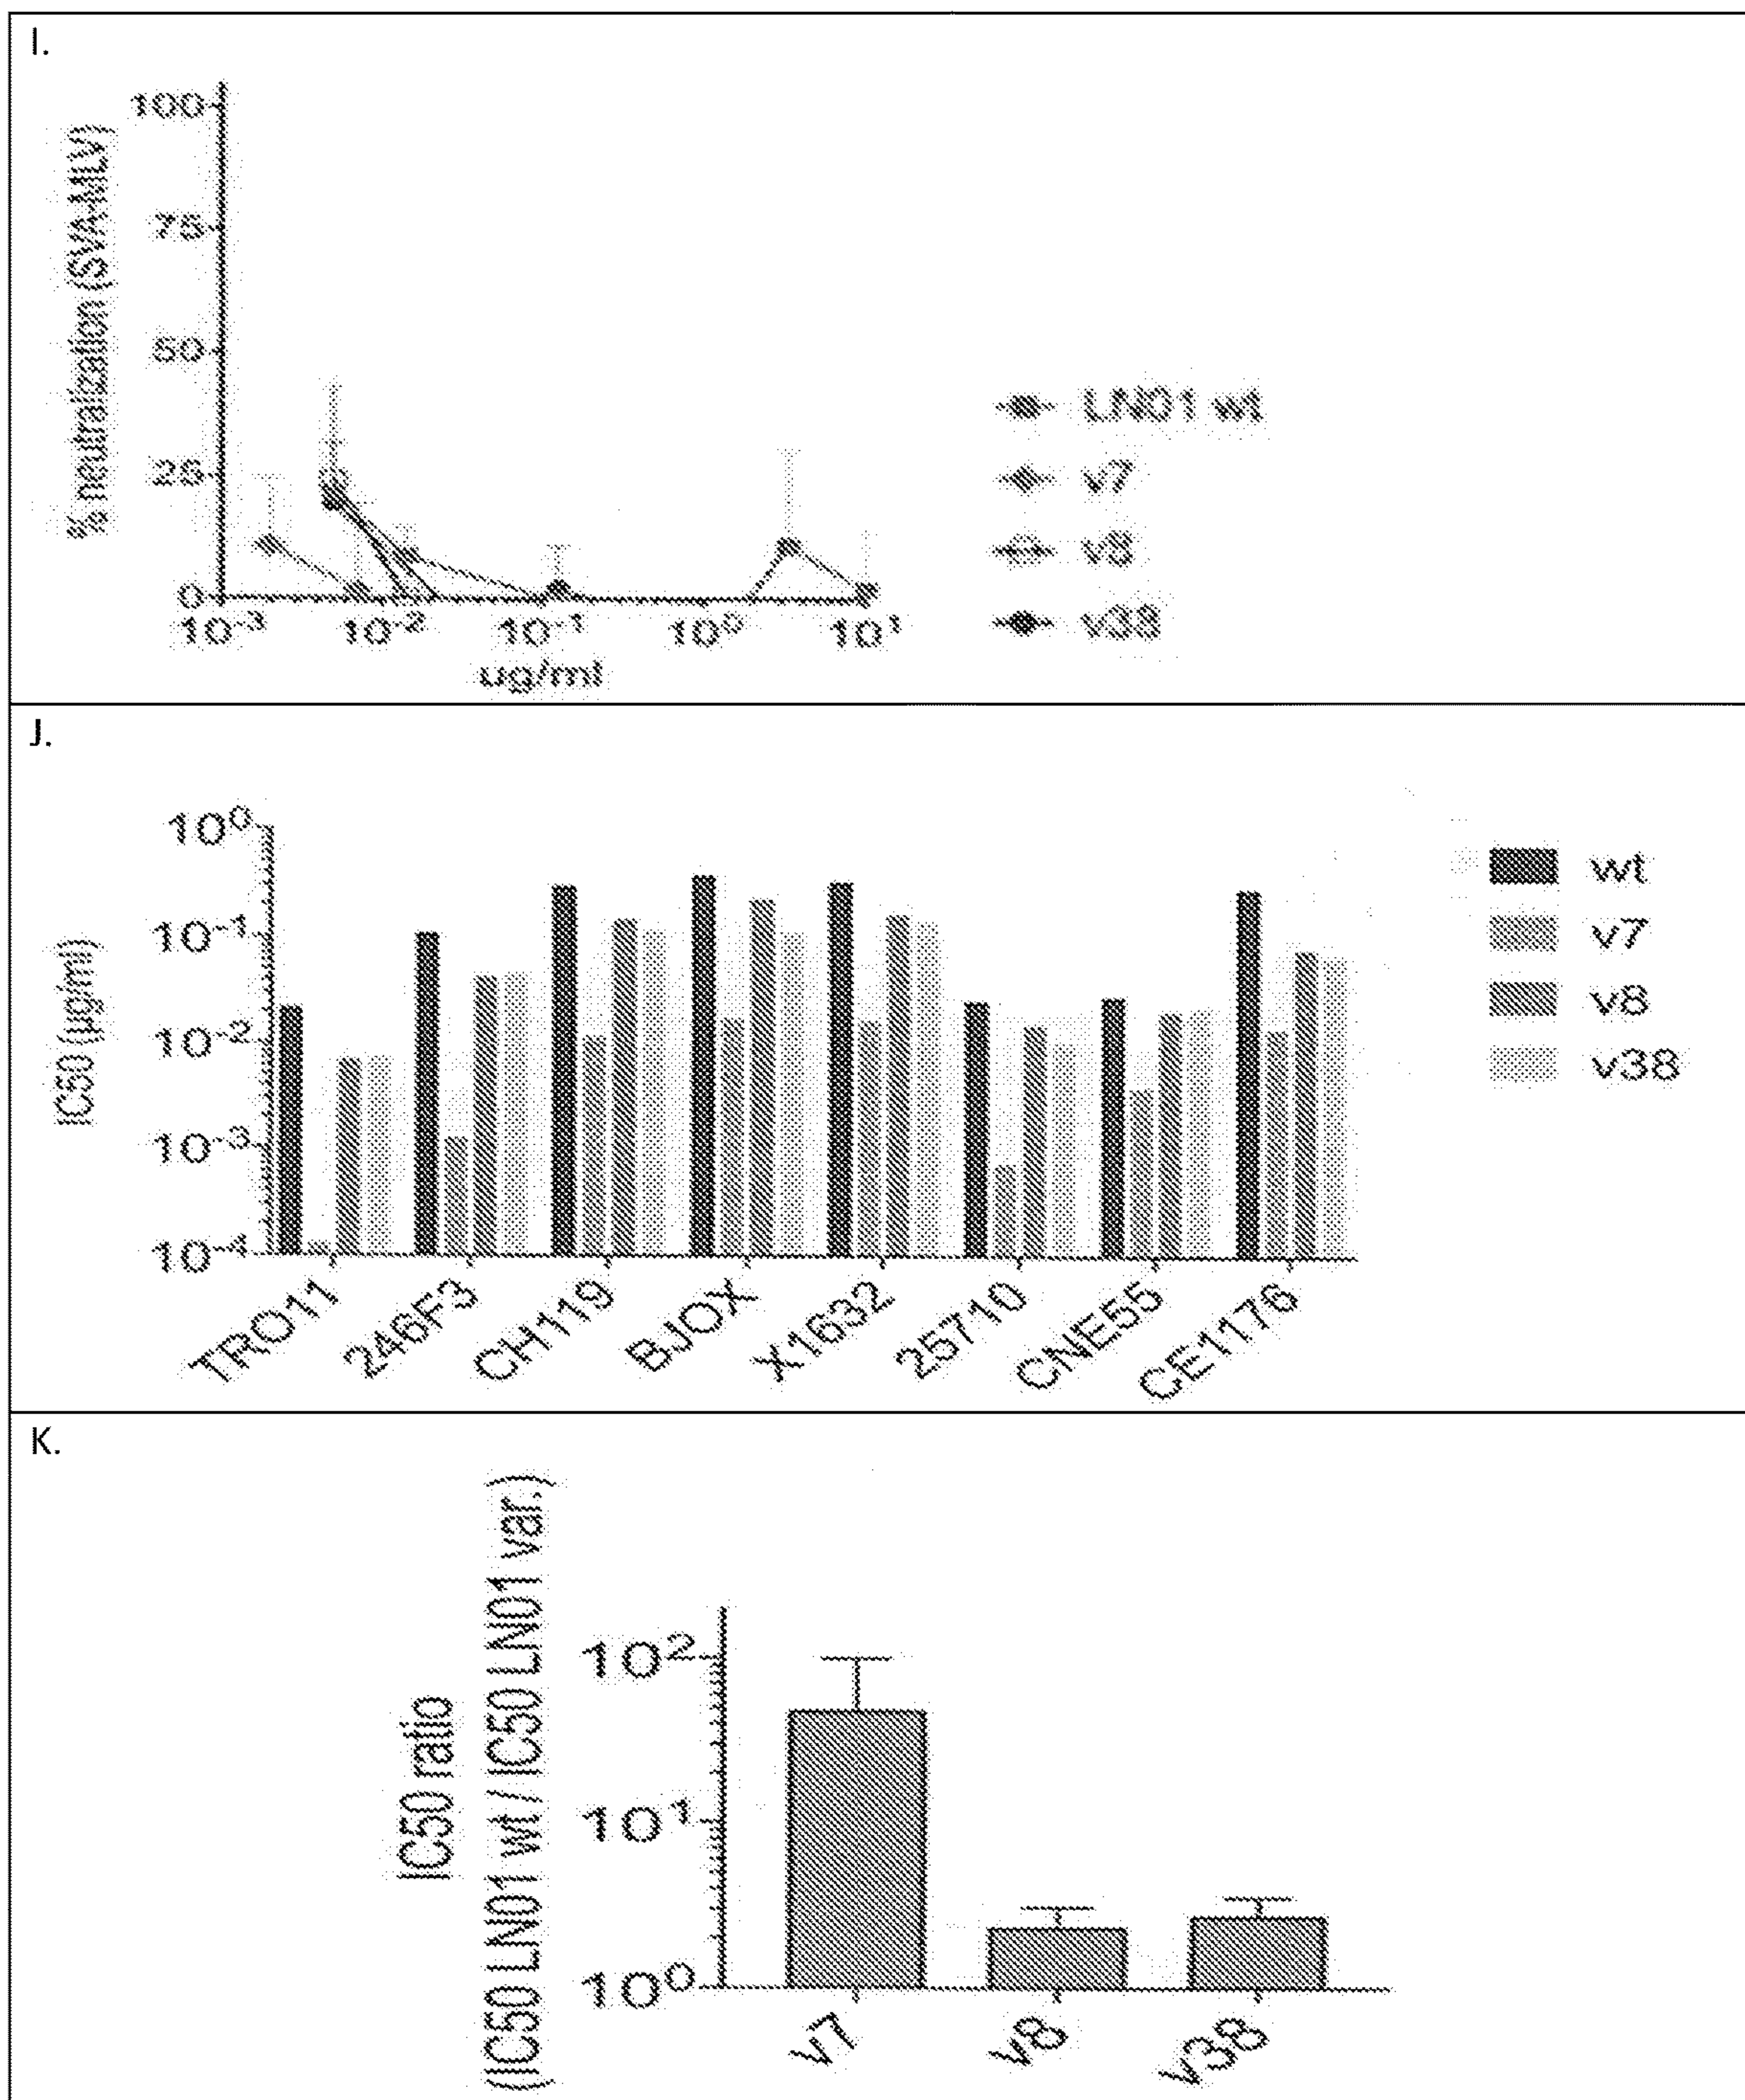 I.
% neutralization (SVA-MLV)
100
75
50
25
0
10⁻³ 10⁻² 10⁻¹ 10⁰ 10¹
ug/ml
LN01 wt
v7
v8
v38
J.
IC50 (µg/ml)
10⁰
10⁻¹
10⁻²
10⁻³
10⁻⁴
TRO11 246F3 CH119 BJOX X1632 25710 CNE55 CE1176
wt
v7
v8
v38
K.
IC50 ratio
(IC50 LN01 wt / IC50 LN01 var.)
10²
10¹
10⁰
v7 v8 v38